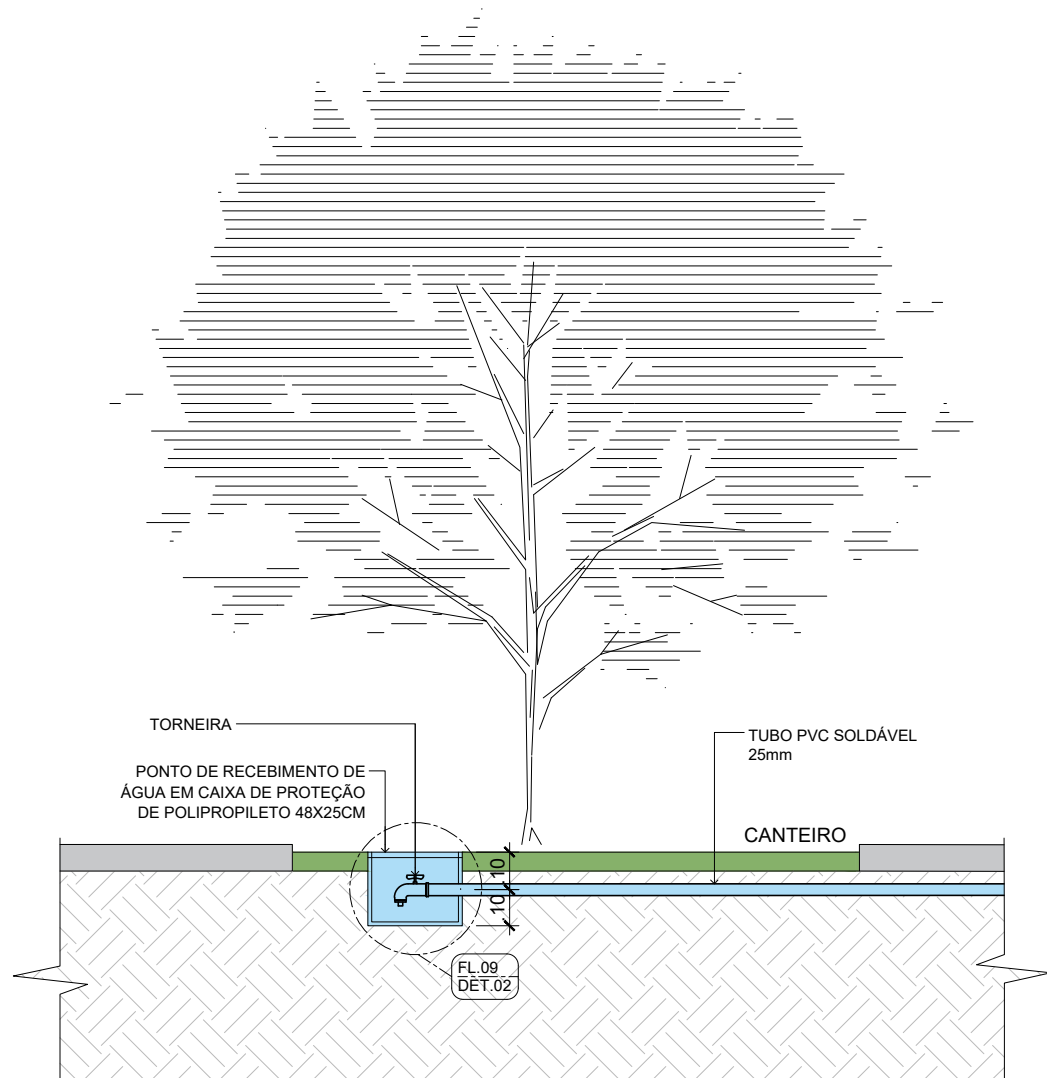 TORNEIRA
PONTO DE RECEBIMENTO DE
ÁGUA EM CAIXA DE PROTEÇÃO
DE POLIPROPILETO 48X25CM
TUBO PVC SOLDÁVEL
25mm
CANTEIRO
10
10
FL.09
DET.02